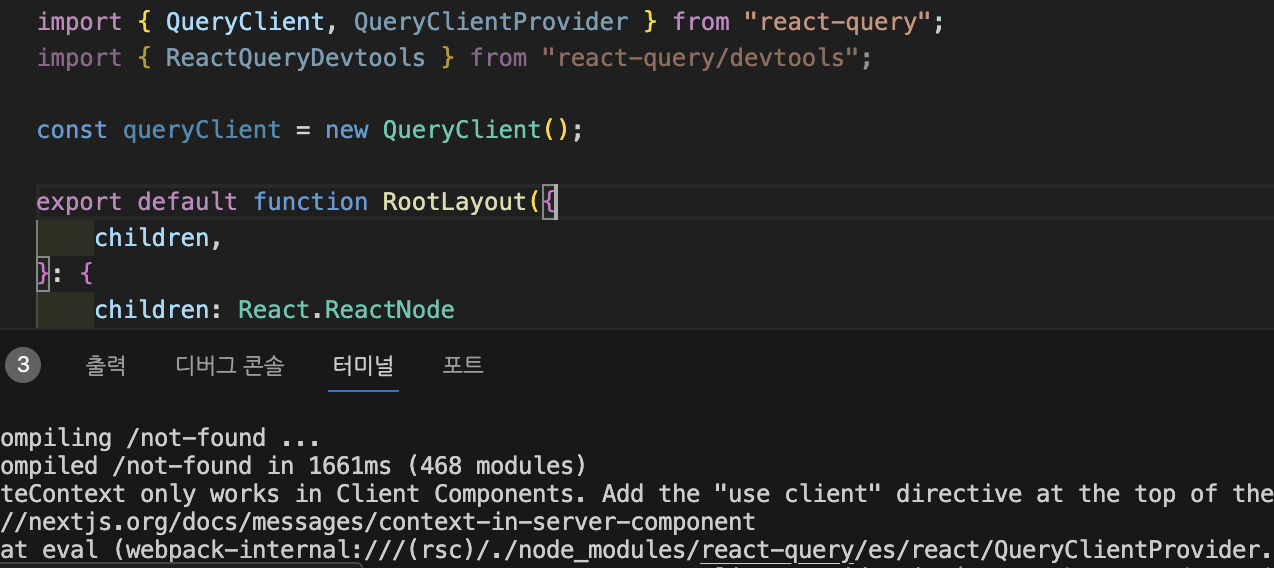 import { QueryClient, QueryClientProvider } from "react-query";
import { ReactQueryDevtools } from "react-query/devtools";
const queryClient = new QueryClient();
export default function RootLayout({
children,
}: {
children: React.ReactNode
3 출력 디버그 콘솔 터미널 포트
ompiling /not-found ...
ompiled /not-found in 1661ms (468 modules)
teContext only works in Client Components. Add the "use client" directive at the top of the
//nextjs.org/docs/messages/context-in-server-component
at eval (webpack-internal:///(rsc)/./node_modules/react-query/es/react/QueryClientProvider.